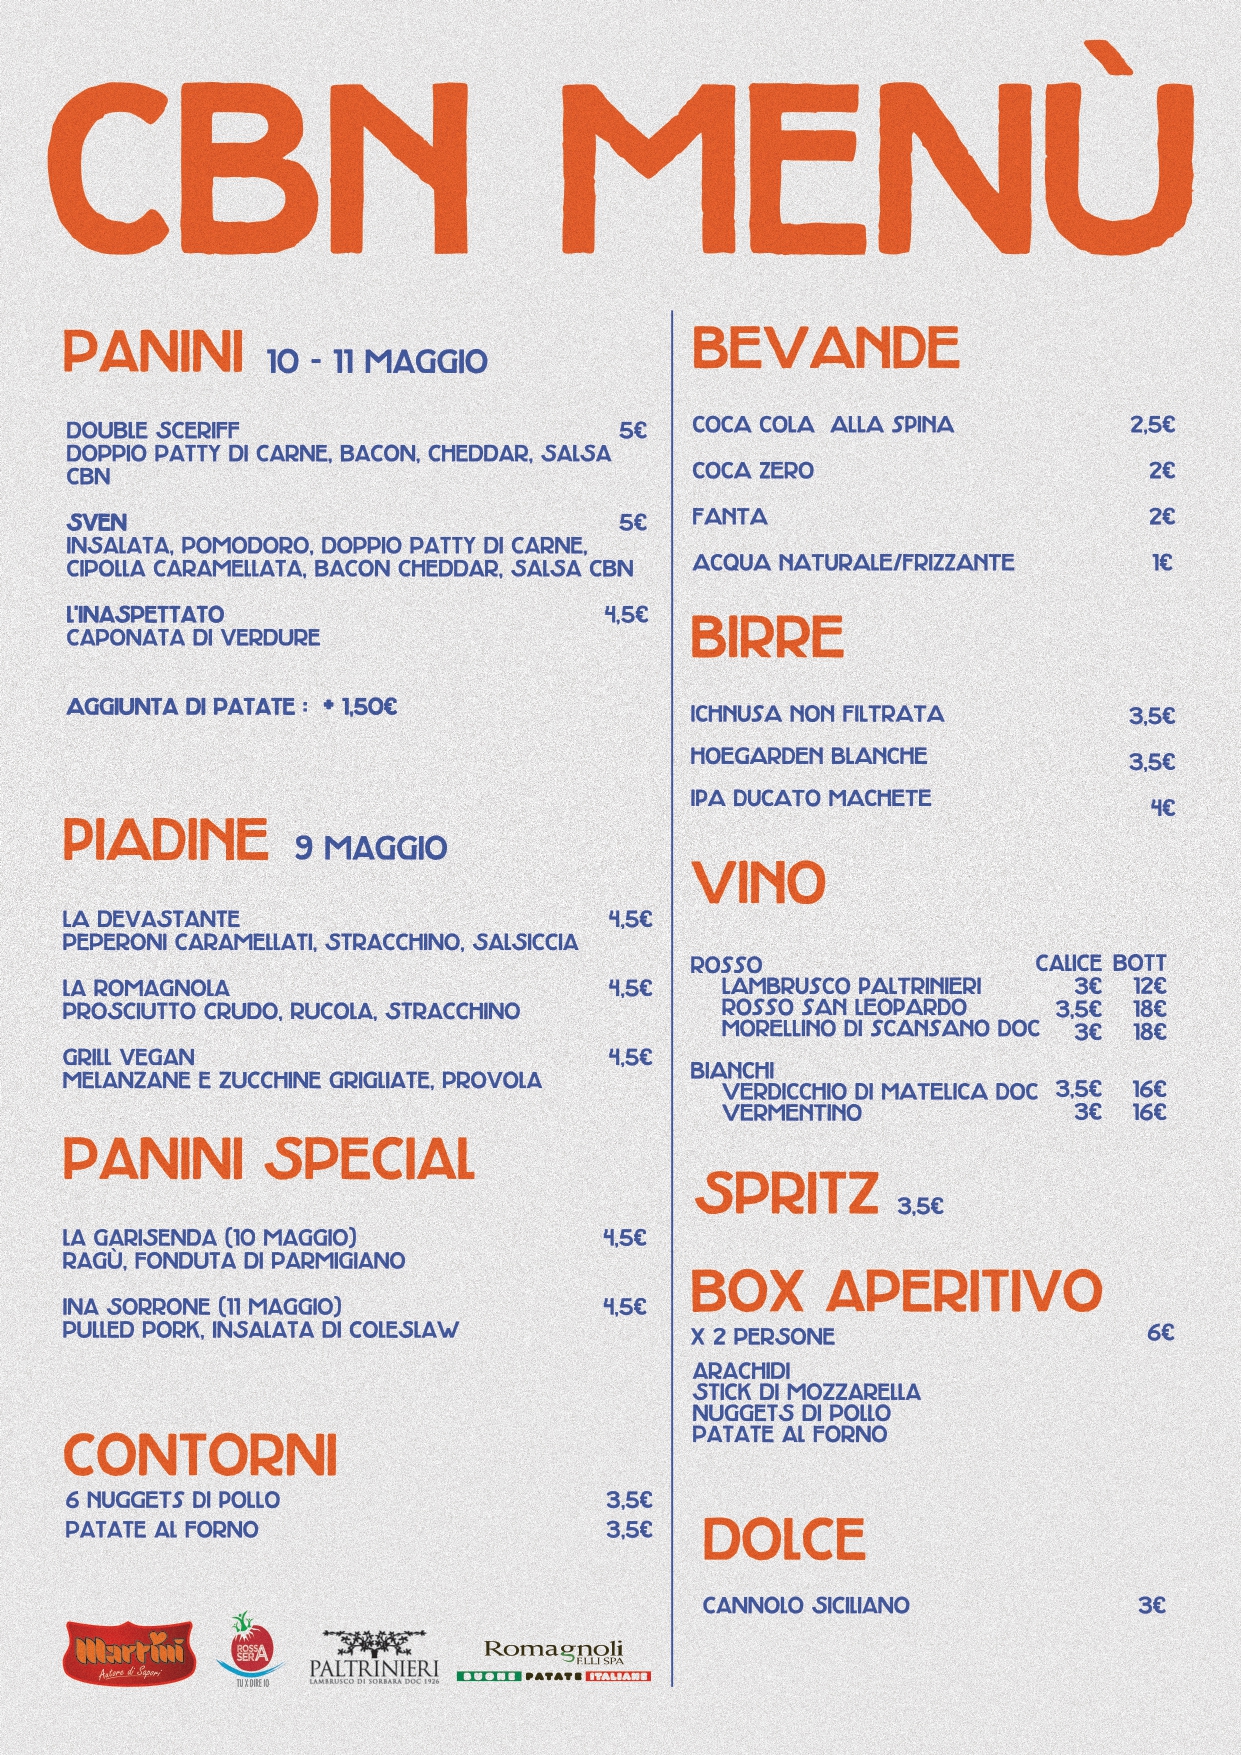 CBN MENÙ
PANINI 10 - 11 MAGGIO
DOUBLE SCERIFF 5€
DOPPIO PATTY DI CARNE, BACON, CHEDDAR, SALSA
CBN
SVEN 5€
INSALATA, POMODORO, DOPPIO PATTY DI CARNE,
CIPOLLA CARAMELLATA, BACON CHEDDAR, SALSA CBN
L'INASPETTATO 4,5€
CAPONATA DI VERDURE
AGGIUNTA DI PATATE : + 1,50€
PIADINE 9 MAGGIO
LA DEVASTANTE 4,5€
PEPERONI CARAMELLATI, STRACCHINO, SALSICCIA
LA ROMAGNOLA 4,5€
PROSCIUTTO CRUDO, RUCOLA, STRACCHINO
GRILL VEGAN 4,5€
MELANZANE E ZUCCHINE GRIGLIATE, PROVOLA
PANINI SPECIAL
LA GARISENDA (10 MAGGIO) 4,5€
RAGÙ, FONDUTA DI PARMIGIANO
INA SORRONE (11 MAGGIO) 4,5€
PULLED PORK, INSALATA DI COLESLAW
CONTORNI
6 NUGGETS DI POLLO 3,5€
PATATE AL FORNO 3,5€
BEVANDE
COCA COLA ALLA SPINA 2,5€
COCA ZERO 2€
FANTA 2€
ACQUA NATURALE/FRIZZANTE 1€
BIRRE
ICHNUSA NON FILTRATA 3,5€
HOEGARDEN BLANCHE 3,5€
IPA DUCATO MACHETE 4€
VINO
ROSSO CALICE BOTT
LAMBRUSCO PALTRINIERI 3€ 12€
ROSSO SAN LEOPARDO 3,5€ 18€
MORELLINO DI SCANSANO DOC 3€ 18€
BIANCHI
VERDICCHIO DI MATELICA DOC 3,5€ 16€
VERMENTINO 3€ 16€
SPRITZ 3,5€
BOX APERITIVO
X 2 PERSONE 6€
ARACHIDI
STICK DI MOZZARELLA
NUGGETS DI POLLO
PATATE AL FORNO
DOLCE
CANNOLO SICILIANO 3€
Martini
Autore di Sapori
ROSSA
SERA
TU X DIRE IO
PALTRINIERI
LAMBRUSCO DI SORBARA DOC 1926
Romagnoli
F.LLI SPA
BUONE PATATE ITALIANE